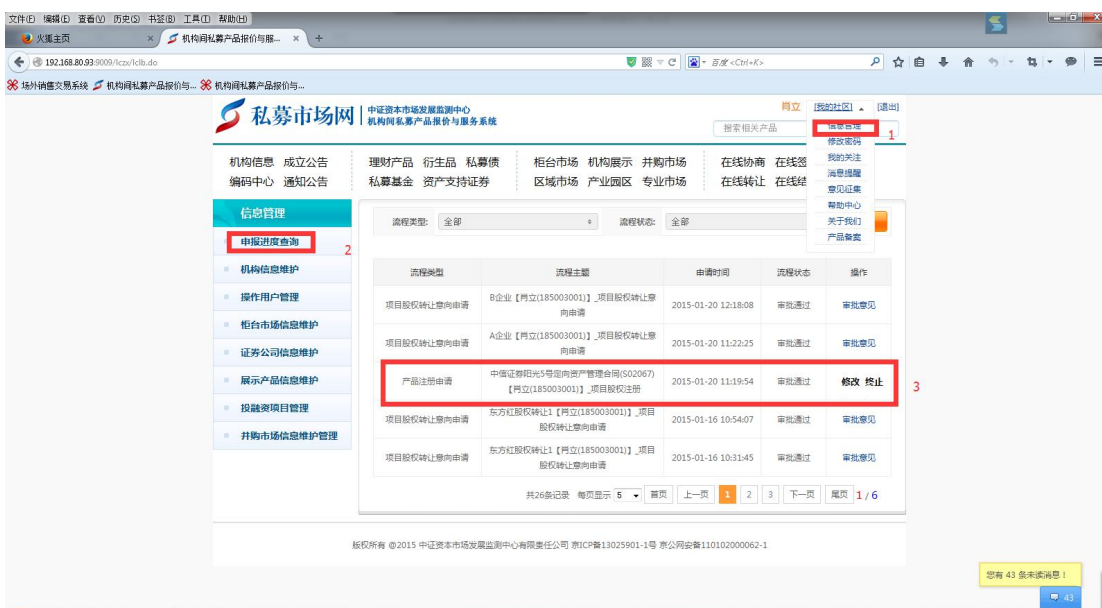 文件(F) 编辑(E) 查看(V) 历史(S) 书签(B) 工具(T) 帮助(H)
火狐主页 × 机构间私募产品报价与服... × +
192.168.80.93:9009/lczx/lclb.do 百度 <Ctrl+K>
场外销售交易系统 机构间私募产品报价与... 机构间私募产品报价与...
私募市场网 中证资本市场发展监测中心
机构间私募产品报价与服务系统
肖立 [我的社区] [退出]
搜索相关产品
信息管理 1
修改密码
我的关注
消息提醒
意见征集
帮助中心
关于我们
产品备案
机构信息 成立公告 理财产品 衍生品 私募债 柜台市场 机构展示 并购市场 在线协商 在线签
编码中心 通知公告 私募基金 资产支持证券 区域市场 产业园区 专业市场 在线转让 在线结
信息管理
申报进度查询 2
机构信息维护
操作用户管理
柜台市场信息维护
证券公司信息维护
展示产品信息维护
投融资项目管理
并购市场信息维护管理
流程类型: 全部 流程状态: 全部
流程类型 流程主题 申请时间 流程状态 操作
项目股权转让意向申请 B企业【肖立(185003001)】_项目股权转让意向申请 2015-01-20 12:18:08 审批通过 审批意见
项目股权转让意向申请 A企业【肖立(185003001)】_项目股权转让意向申请 2015-01-20 11:22:25 审批通过 审批意见
产品注册申请 中信证券阳光5号定向资产管理合同(S02067)【肖立(185003001)】_项目股权注册 2015-01-20 11:19:54 审批通过 修改 终止 3
项目股权转让意向申请 东方红股权转让1【肖立(185003001)】_项目股权转让意向申请 2015-01-16 10:54:07 审批通过 审批意见
项目股权转让意向申请 东方红股权转让1【肖立(185003001)】_项目股权转让意向申请 2015-01-16 10:31:45 审批通过 审批意见
共26条记录 每页显示 5 首页 上一页 1 2 3 下一页 尾页 1 / 6
版权所有 @2015 中证资本市场发展监测中心有限责任公司 京ICP备13025901-1号 京公网安备110102000062-1
您有 43 条未读消息!
43